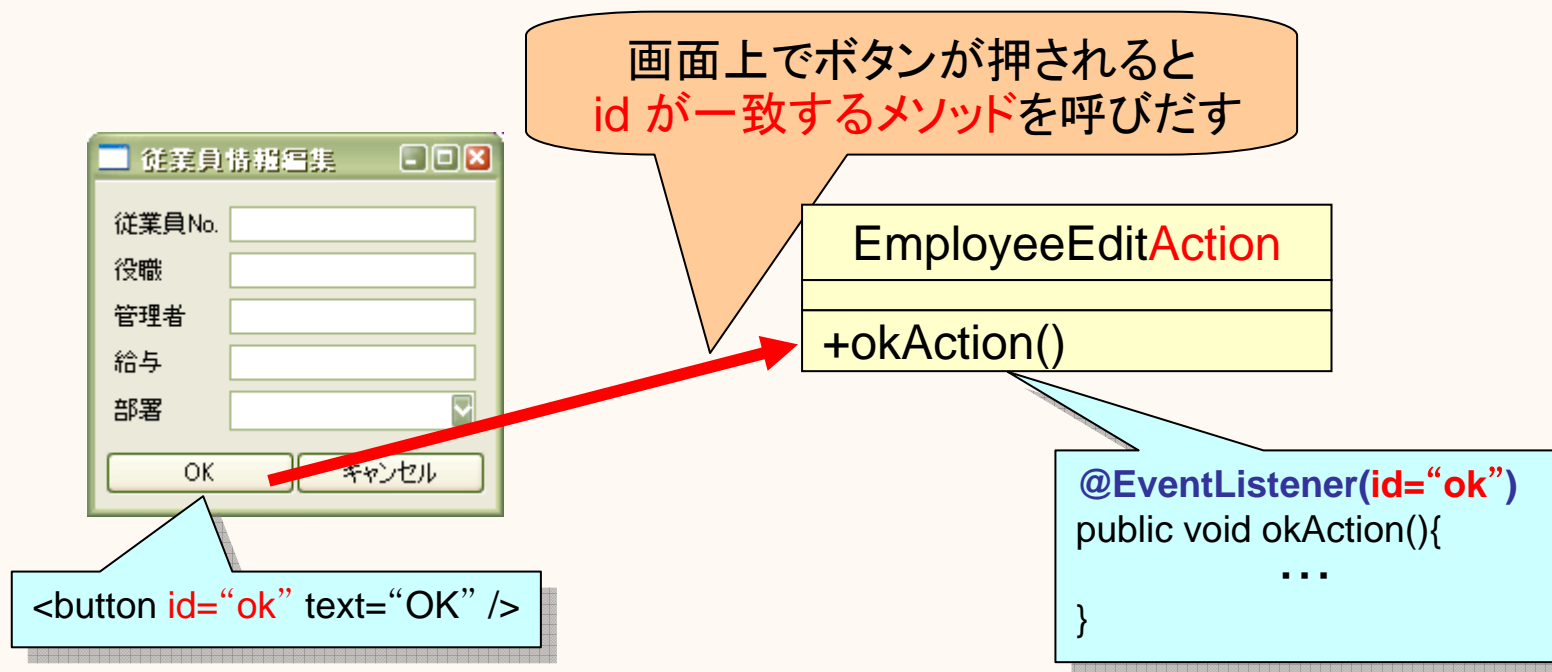 画面上でボタンが押されると
id が一致するメソッドを呼びだす
従業員情報編集
従業員No.
役職
管理者
給与
部署
OK
キャンセル
<button id=“ok” text=“OK” />
EmployeeEditAction
+okAction()
@EventListener(id=“ok”)
public void okAction(){
・・・
}